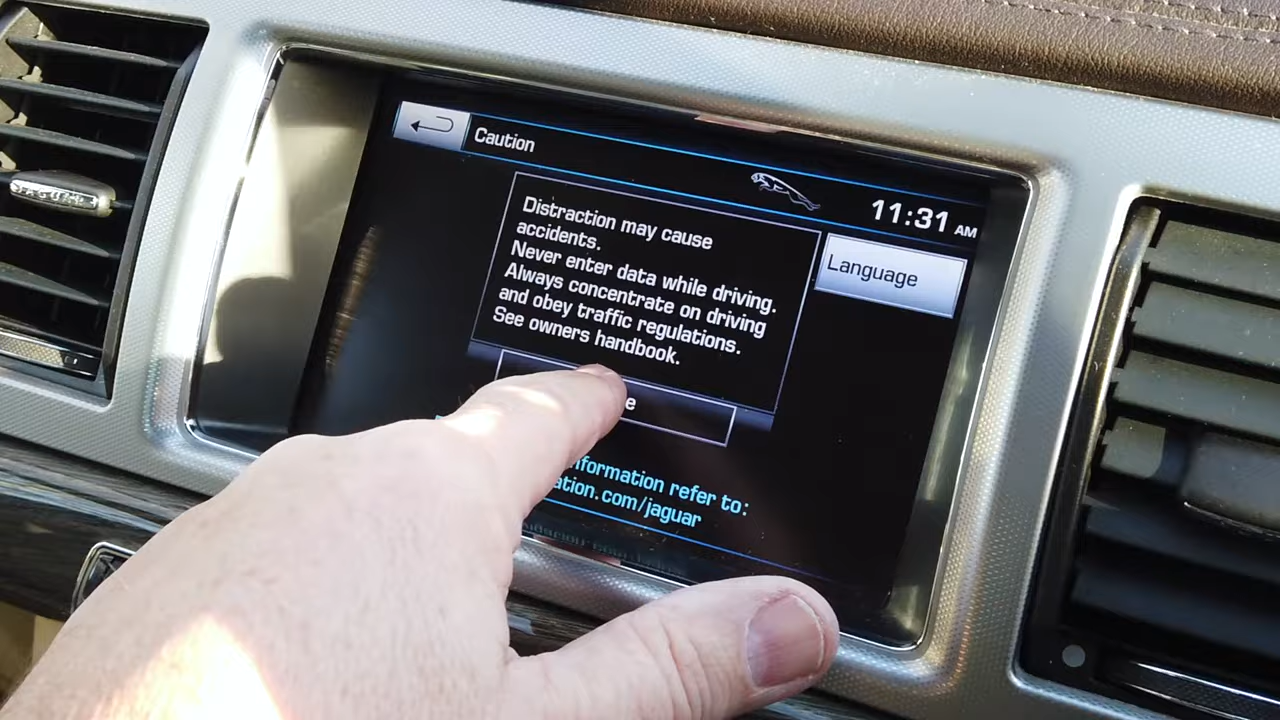 Caution
11:31 AM
Distraction may cause
accidents.
Never enter data while driving.
Always concentrate on driving
and obey traffic regulations.
See owners handbook.
Language
information refer to:
ation.com/jaguar
JAGUAR